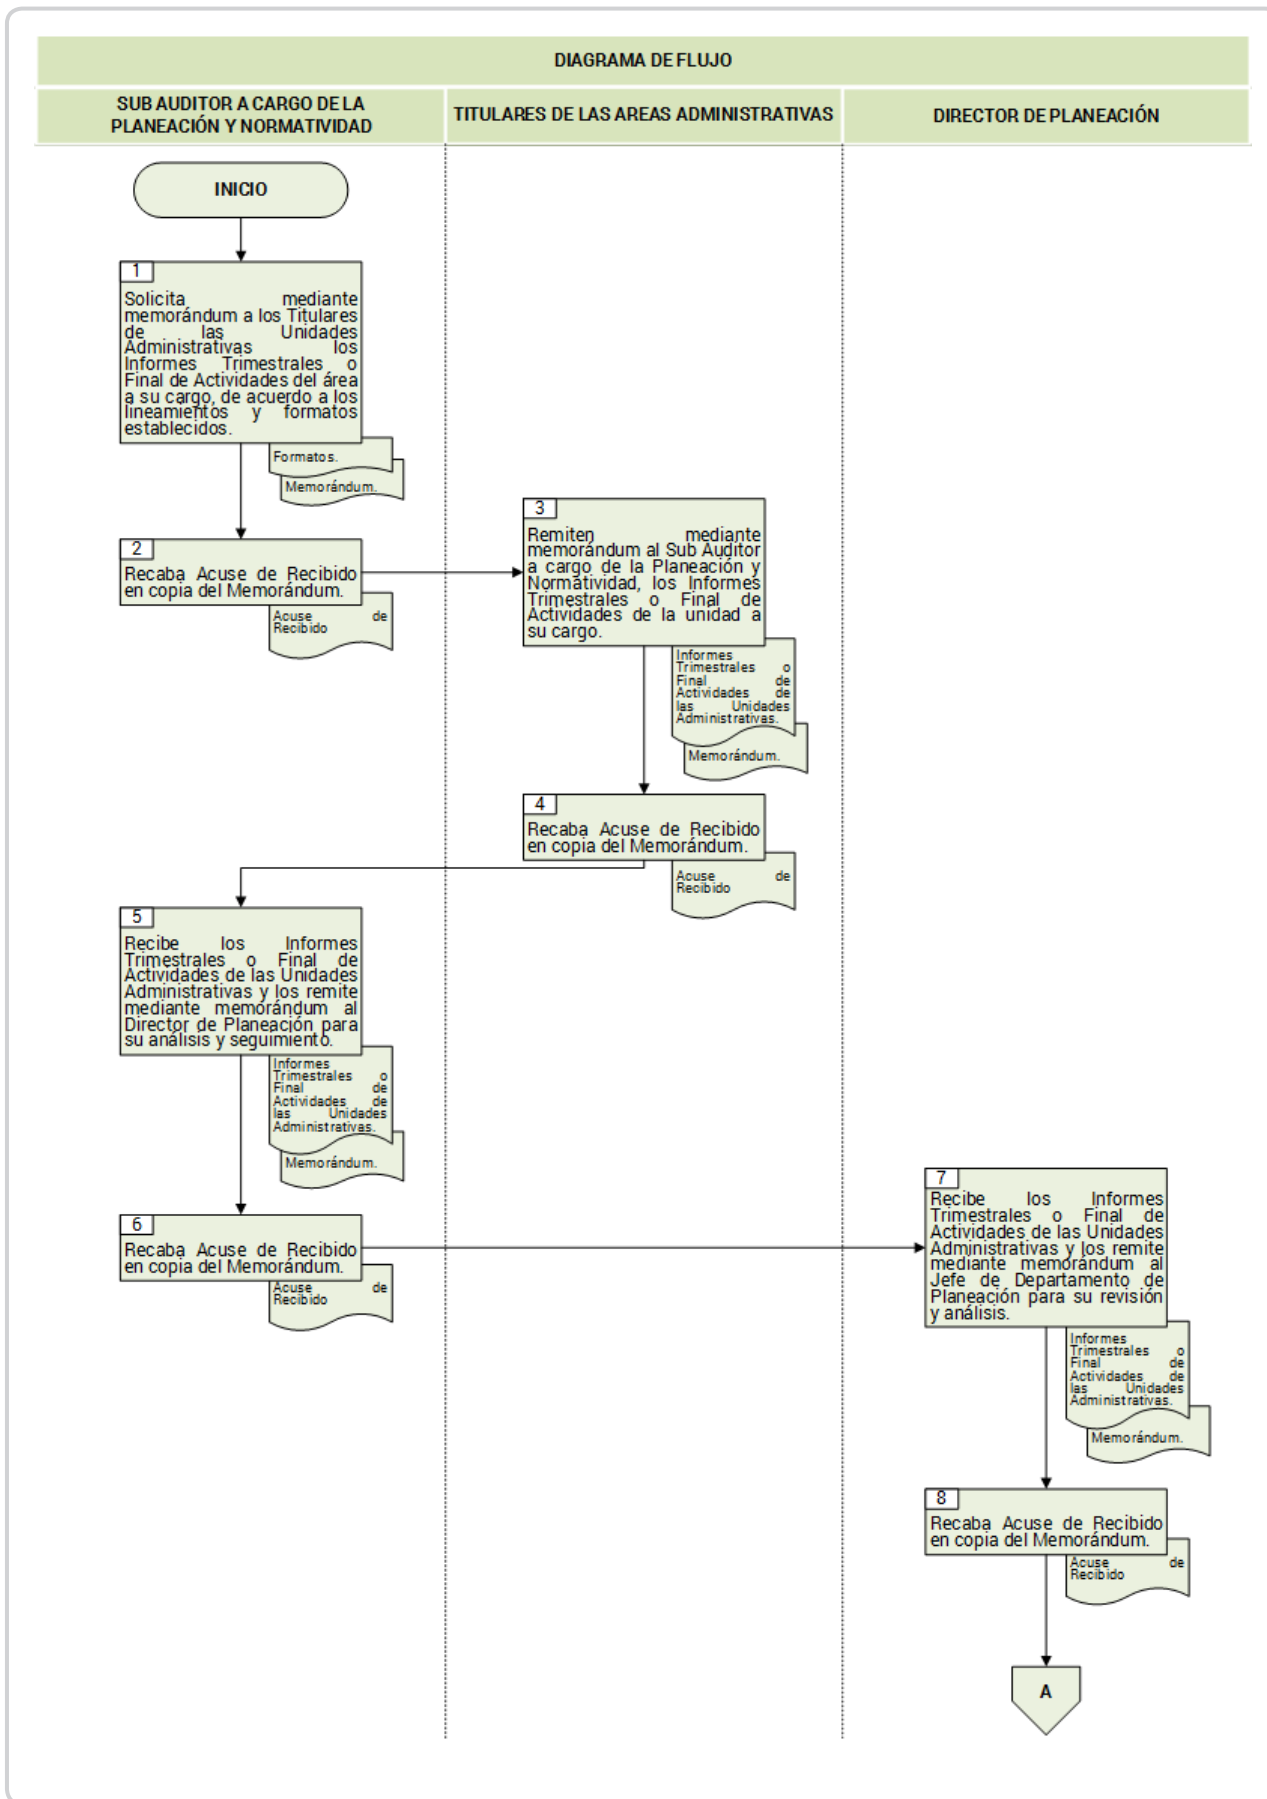 DIAGRAMA DE FLUJO
SUB AUDITOR A CARGO DE LA
PLANEACIÓN Y NORMATIVIDAD
TITULARES DE LAS AREAS ADMINISTRATIVAS
DIRECTOR DE PLANEACIÓN
INICIO
1
Solicita mediante
memorándum a los Titulares
de las Unidades
Administrativas los
Informes Trimestrales o
Final de Actividades del área
a su cargo, de acuerdo a los
lineamientos y formatos
establecidos.
Formatos.
Memorándum.
2
Recaba Acuse de Recibido
en copia del Memorándum.
Acuse de
Recibido
3
Remiten mediante
memorándum al Sub Auditor
a cargo de la Planeación y
Normatividad, los Informes
Trimestrales o Final de
Actividades de la unidad a
su cargo.
Informes
Trimestrales o
Final de
Actividades de
las Unidades
Administrativas.
Memorándum.
4
Recaba Acuse de Recibido
en copia del Memorándum.
Acuse de
Recibido
5
Recibe los Informes
Trimestrales o Final de
Actividades de las Unidades
Administrativas y los remite
mediante memorándum al
Director de Planeación para
su análisis y seguimiento.
Informes
Trimestrales o
Final de
Actividades de
las Unidades
Administrativas.
Memorándum.
6
Recaba Acuse de Recibido
en copia del Memorándum.
Acuse de
Recibido
7
Recibe los Informes
Trimestrales o Final de
Actividades de las Unidades
Administrativas y los remite
mediante memorándum al
Jefe de Departamento de
Planeación para su revisión
y análisis.
Informes
Trimestrales o
Final de
Actividades de
las Unidades
Administrativas.
Memorándum.
8
Recaba Acuse de Recibido
en copia del Memorándum.
Acuse de
Recibido
A